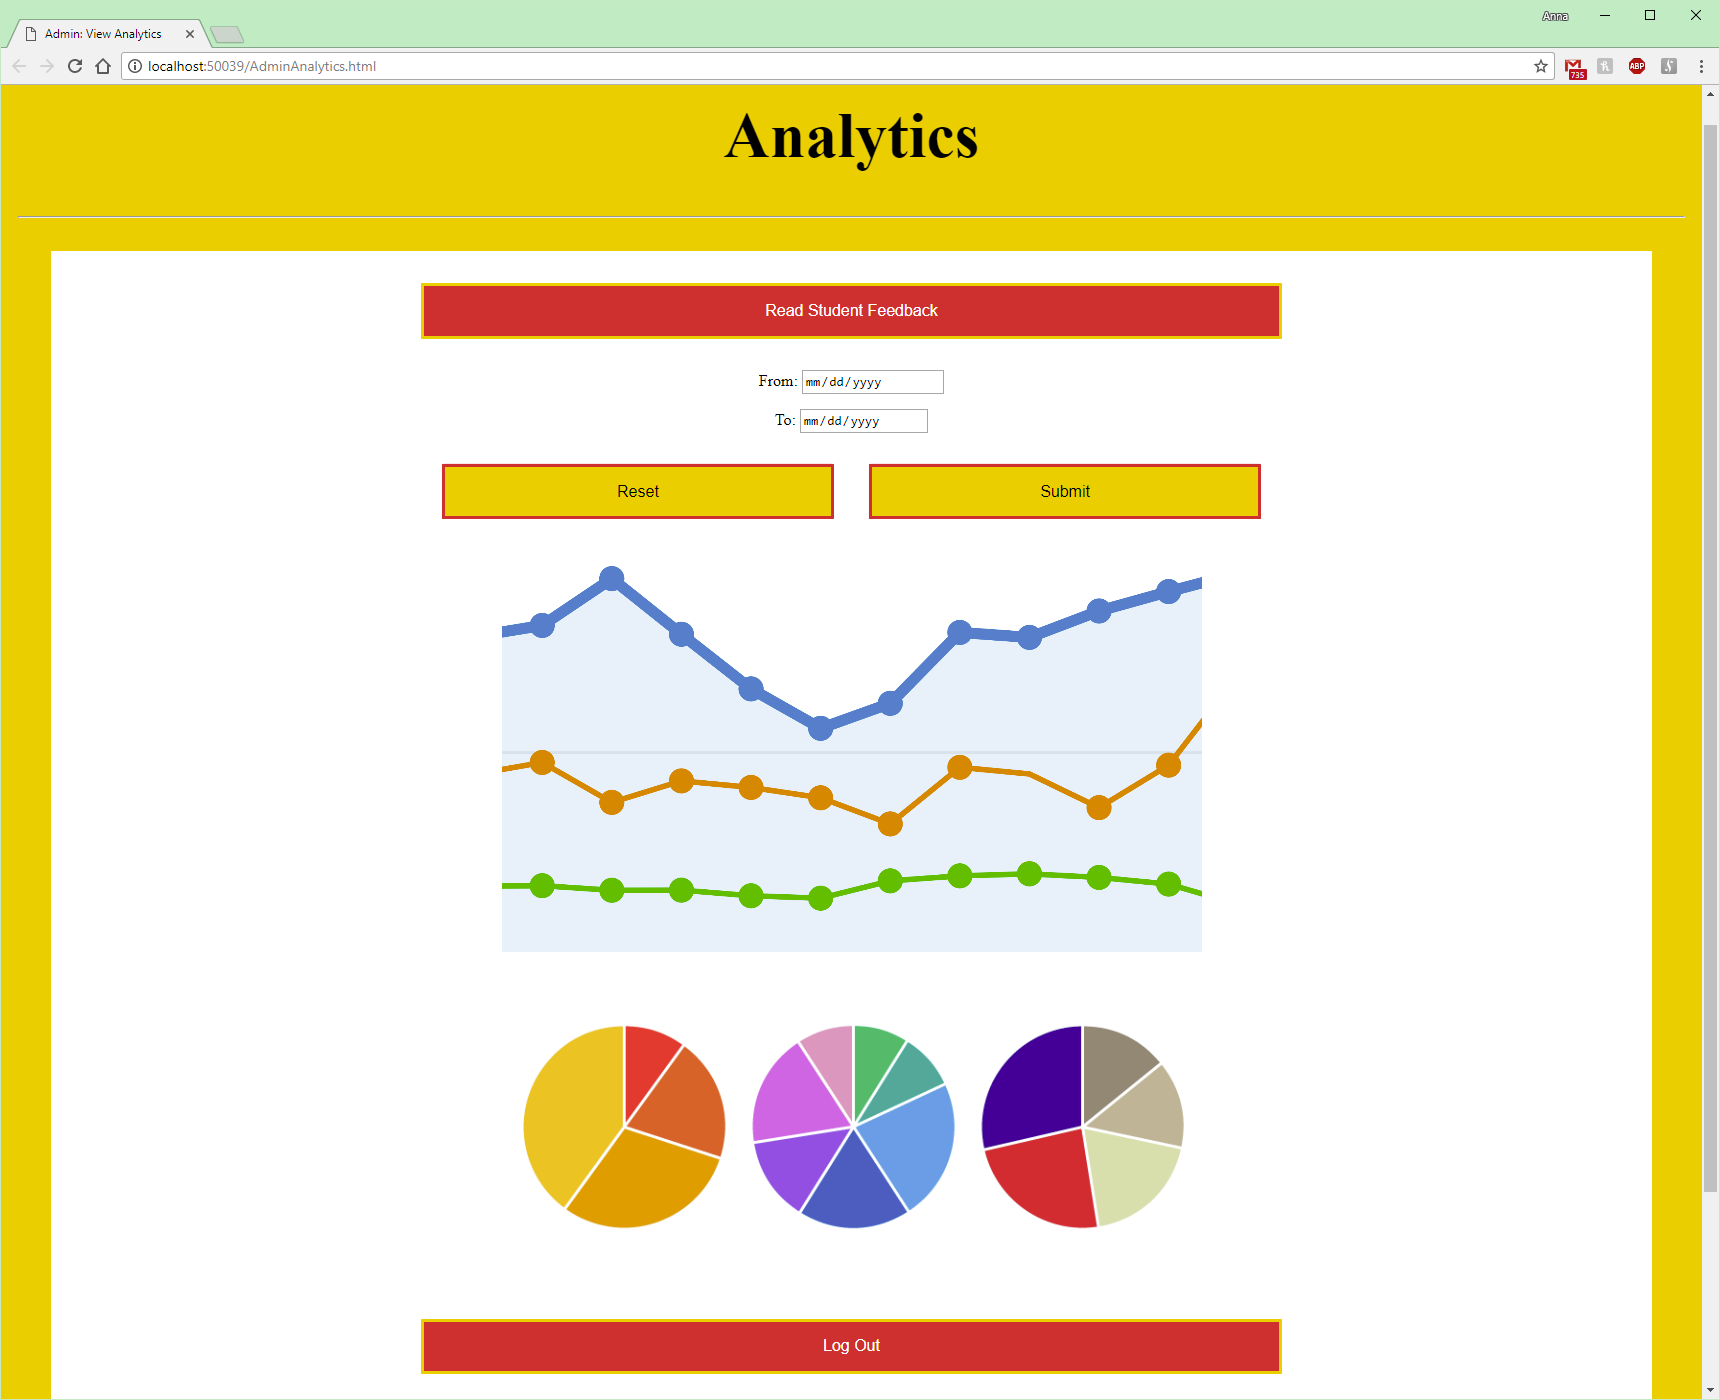 Anna
Admin: View Analytics
localhost:50039/AdminAnalytics.html
735
ABP
Analytics
Read Student Feedback
From: mm/dd/yyyy
To: mm/dd/yyyy
Reset
Submit
Log Out